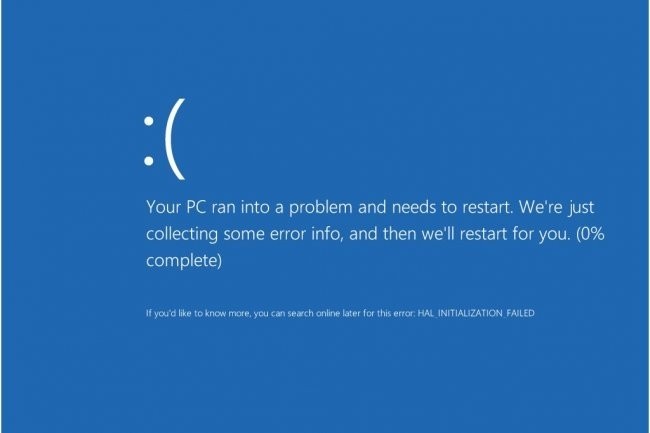 :(
Your PC ran into a problem and needs to restart. We're just
collecting some error info, and then we'll restart for you. (0%
complete)
If you'd like to know more, you can search online later for this error: HAL_INITIALIZATION_FAILED